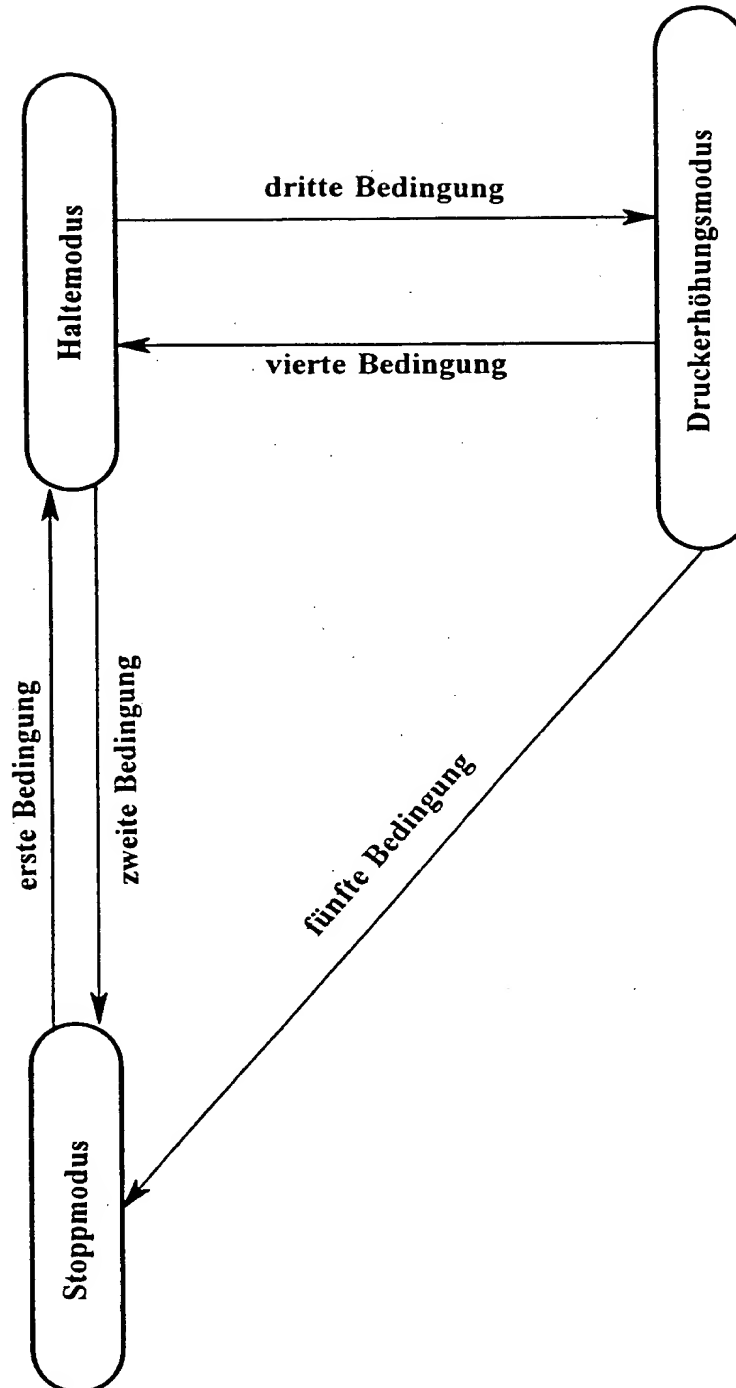 Stoppmodus
erste Bedingung
zweite Bedingung
Haltemodus
dritte Bedingung
vierte Bedingung
fünfte Bedingung
Druckerhöhungsmodus